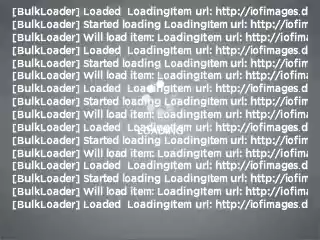 [BulkLoader] Loaded LoadingItem url: http://iofimages.d
[BulkLoader] Started loading LoadingItem url: http://iofim
[BulkLoader] Will load item: LoadingItem url: http://iofima
[BulkLoader] Loaded LoadingItem url: http://iofimages.d
[BulkLoader] Started loading LoadingItem url: http://iofim
[BulkLoader] Will load item: LoadingItem url: http://iofima
[BulkLoader] Loaded LoadingItem url: http://iofimages.d
[BulkLoader] Started loading LoadingItem url: http://iofim
[BulkLoader] Will load item: LoadingItem url: http://iofima
[BulkLoader] Loaded LoadingItem url: http://iofimages.d
LOADING
[BulkLoader] Started loading LoadingItem url: http://iofim
[BulkLoader] Will load item: LoadingItem url: http://iofima
[BulkLoader] Loaded LoadingItem url: http://iofimages.d
[BulkLoader] Started loading LoadingItem url: http://iofim
[BulkLoader] Will load item: LoadingItem url: http://iofima
[BulkLoader] Loaded LoadingItem url: http://iofimages.d